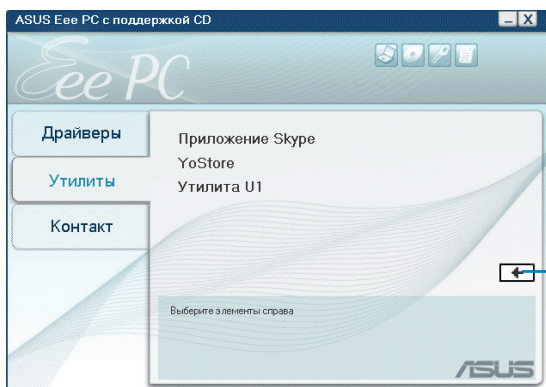 ASUS Eee PC с поддержкой CD
Eee PC
Драйверы
Утилиты
Контакт
Приложение Skype
YoStore
Утилита U1
Выберите элементы справа
ASUS